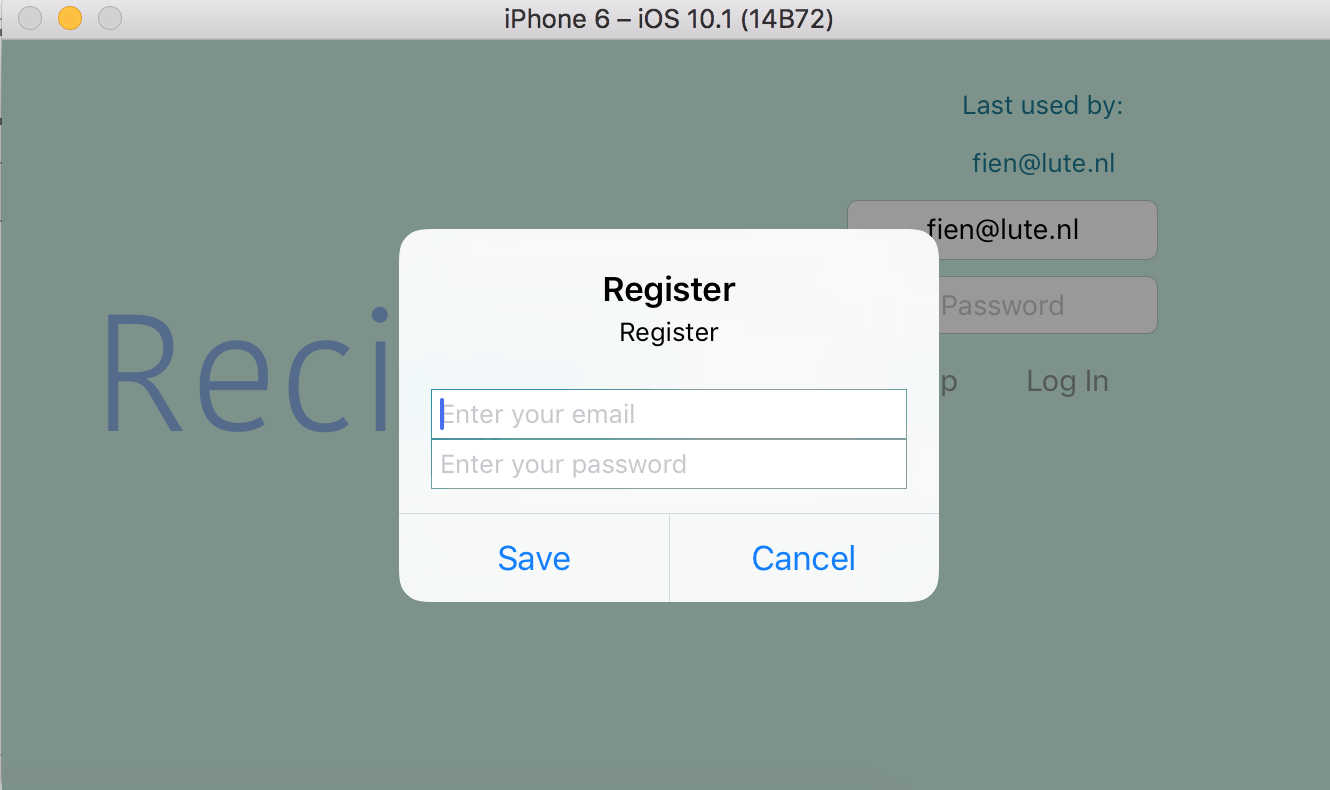 iPhone 6 – iOS 10.1 (14B72)
Last used by:
fien@lute.nl
fien@lute.nl
Password
Log In
Reci
Register
Register
Enter your email
Enter your password
Save
Cancel